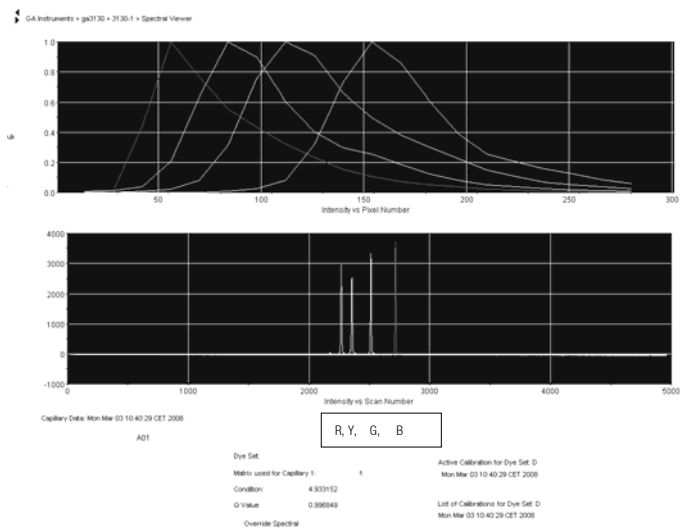 GA Instruments > ga3130 > 3130-1 > Spectral Viewer
1.0
0.8
0.6
0.4
0.2
0.0
0 50 100 150 200 250 300
Intensity vs Pixel Number
4000
3000
2000
1000
0
-1000
0 1000 2000 3000 4000 5000
Intensity vs Scan Number
Capillary Data: Mon Mar 03 10:40:29 CET 2008
A01
R, Y, G, B
Dye Set:
Matrix used for Capillary 1: 1
Condition: 4.933152
Q Value: 0.996849
Override Spectral
Active Calibration for Dye Set: D
Mon Mar 03 10:40:29 CET 2008
List of Calibrations for Dye Set: D
Mon Mar 03 10:40:29 CET 2008